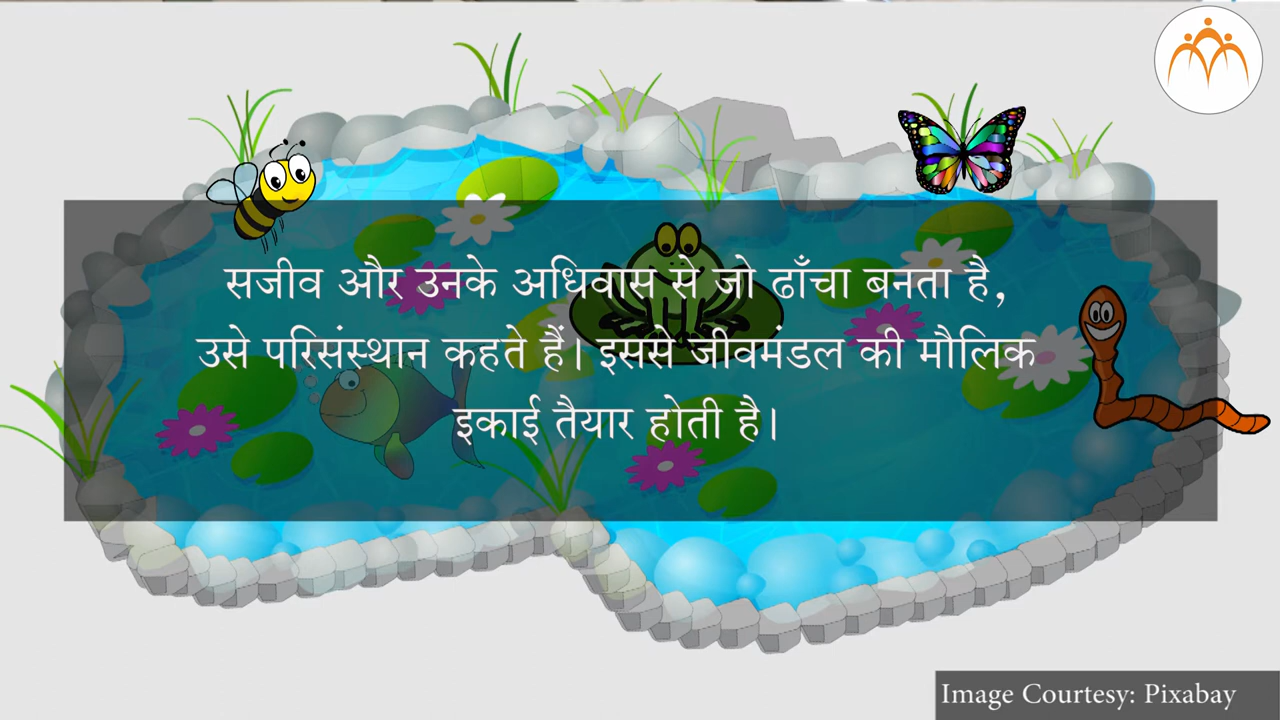 सजीव और उनके अधिवास से जो ढाँचा बनता है,
उसे परिसंस्थान कहते हैं। इससे जीवमंडल की मौलिक
इकाई तैयार होती है।
Image Courtesy: Pixabay